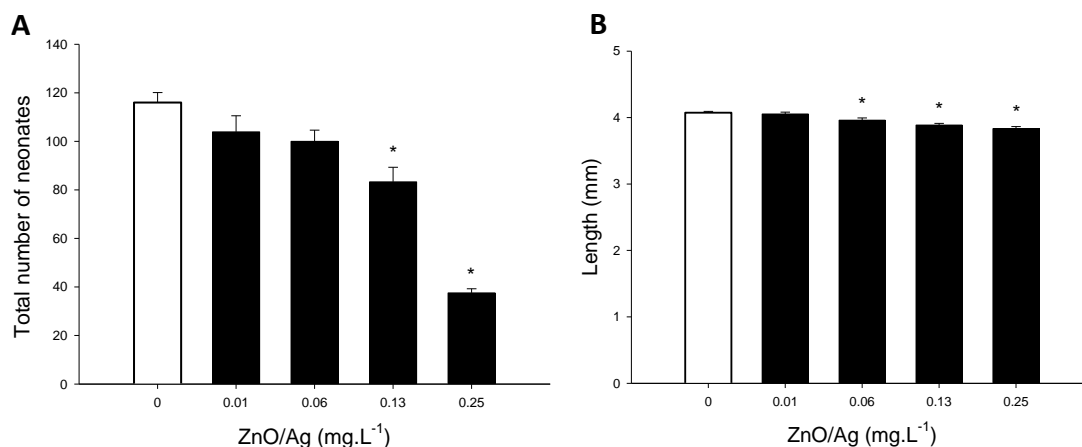 A
Total number of neonates
140
120
100
80
60
40
20
0
*
*
0 0.01 0.06 0.13 0.25
ZnO/Ag (mg.L⁻¹)
B
Length (mm)
5
4
3
2
1
0
* * *
0 0.01 0.06 0.13 0.25
ZnO/Ag (mg.L⁻¹)